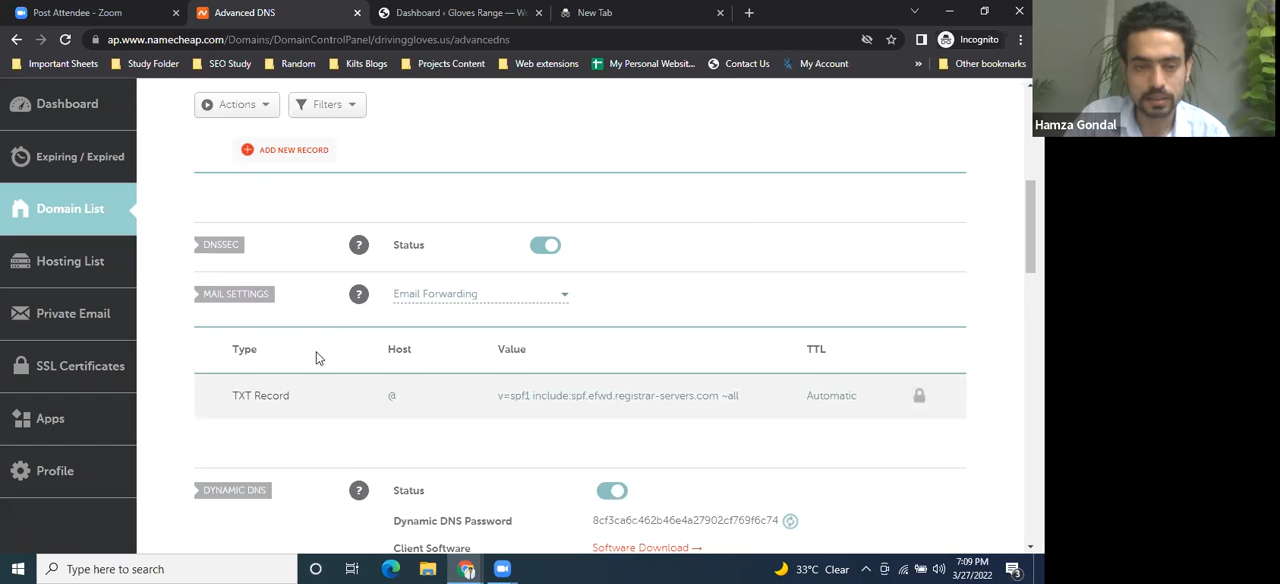 Post Attendee - Zoom
Advanced DNS
Dashboard ‹ Gloves Range — Wo
New Tab
ap.www.namecheap.com/Domains/DomainControlPanel/drivinggloves.us/advancedns
Incognito
Important Sheets
Study Folder
SEO Study
Random
Kilts Blogs
Projects Content
Web extensions
My Personal Websit...
Contact Us
My Account
»
Other bookmarks
Hamza Gondal
Dashboard
Expiring / Expired
Domain List
Hosting List
Private Email
SSL Certificates
Apps
Profile
Actions
Filters
ADD NEW RECORD
DNSSEC
?
Status
MAIL SETTINGS
?
Email Forwarding
Type Host Value TTL
TXT Record @ v=spf1 include:spf.efwd.registrar-servers.com ~all Automatic
DYNAMIC DNS
?
Status
Dynamic DNS Password 8cf3ca6c462b46e4a27902cf769f6c74
Client Software Software Download →
Type here to search
33°C Clear
7:09 PM
3/27/2022
3